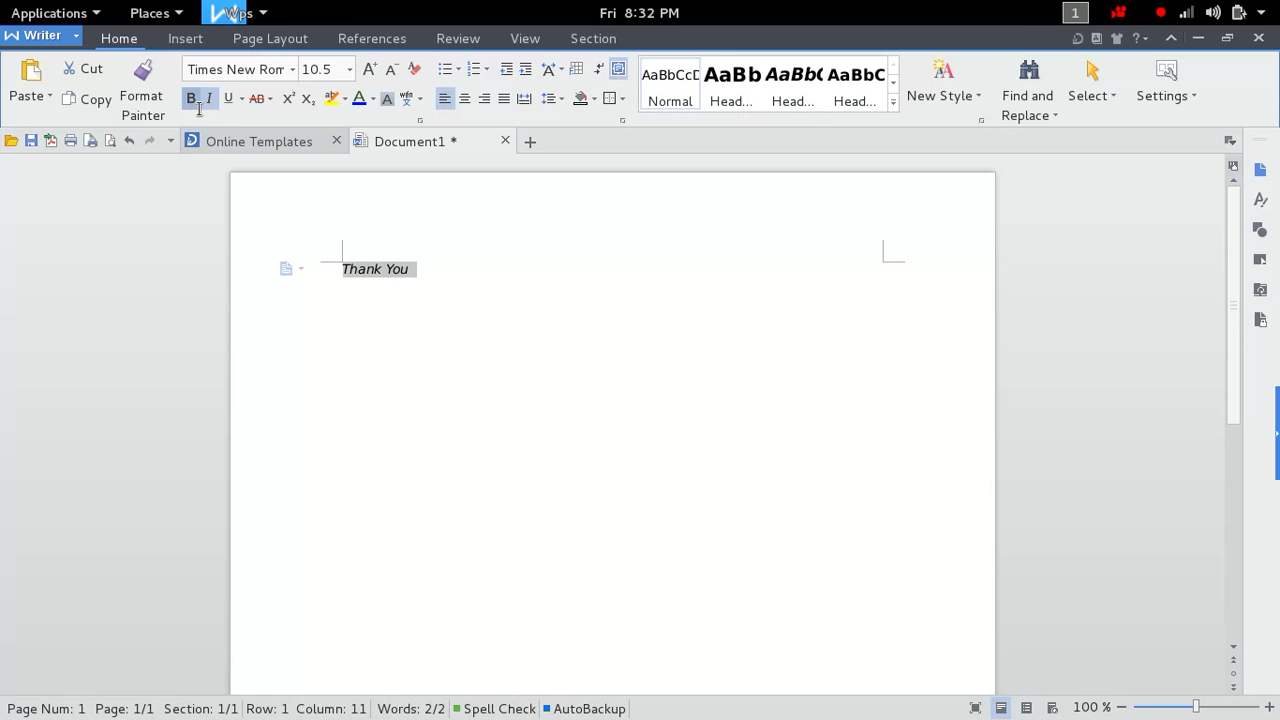 Applications Places Wps Fri 8:32 PM 1
Writer Home Insert Page Layout References Review View Section
Cut Times New Rom 10.5 AaBbCcD AaBb AaBbC AaBbC
Paste Copy Format Painter B I U AB X² X₂ A A Normal Head... Head... Head... New Style Find and Replace Select Settings
Online Templates Document1 *
Thank You
Page Num: 1 Page: 1/1 Section: 1/1 Row: 1 Column: 11 Words: 2/2 Spell Check AutoBackup 100 %